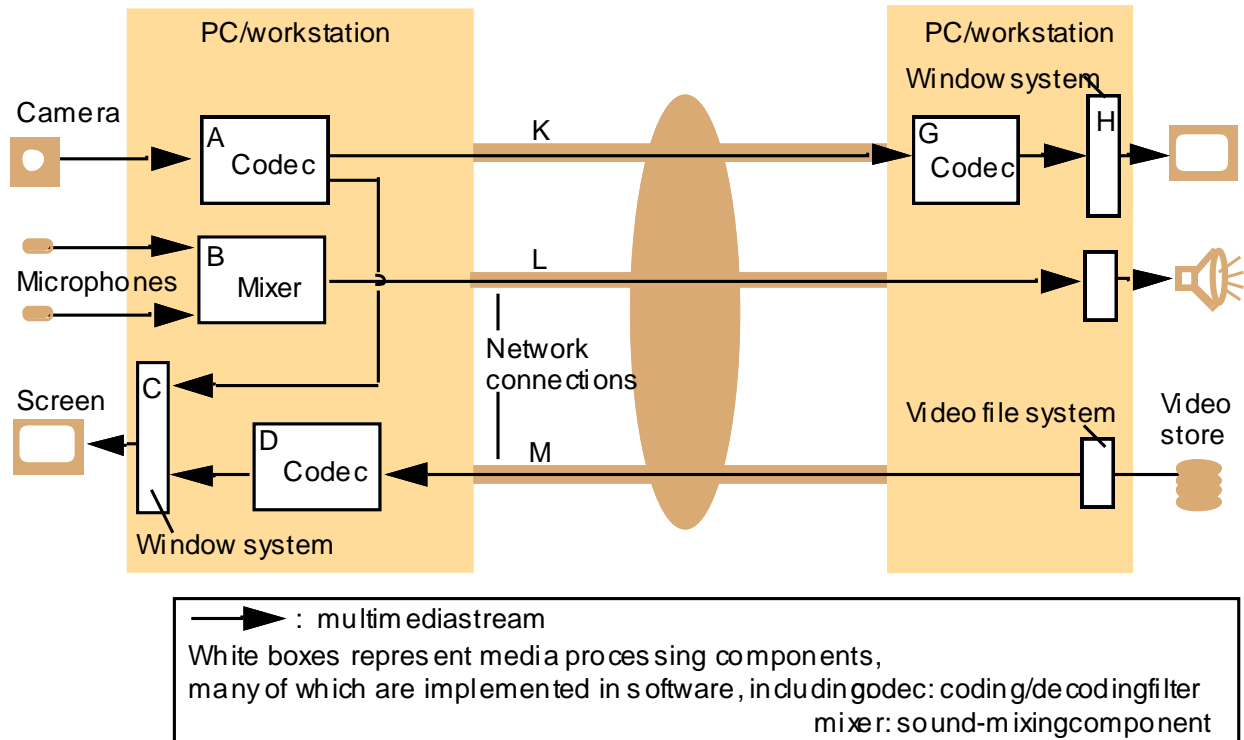 PC/workstation
PC/workstation
Window system
Camera
A
Codec
K
G
Codec
H
Microphones
B
Mixer
L
Network
connections
Screen
C
D
Codec
M
Video file system
Video
store
Window system
: multimediastream
White boxes represent media processing components,
many of which are implemented in software, including:
codec: coding/decodingfilter
mixer: sound-mixingcomponent